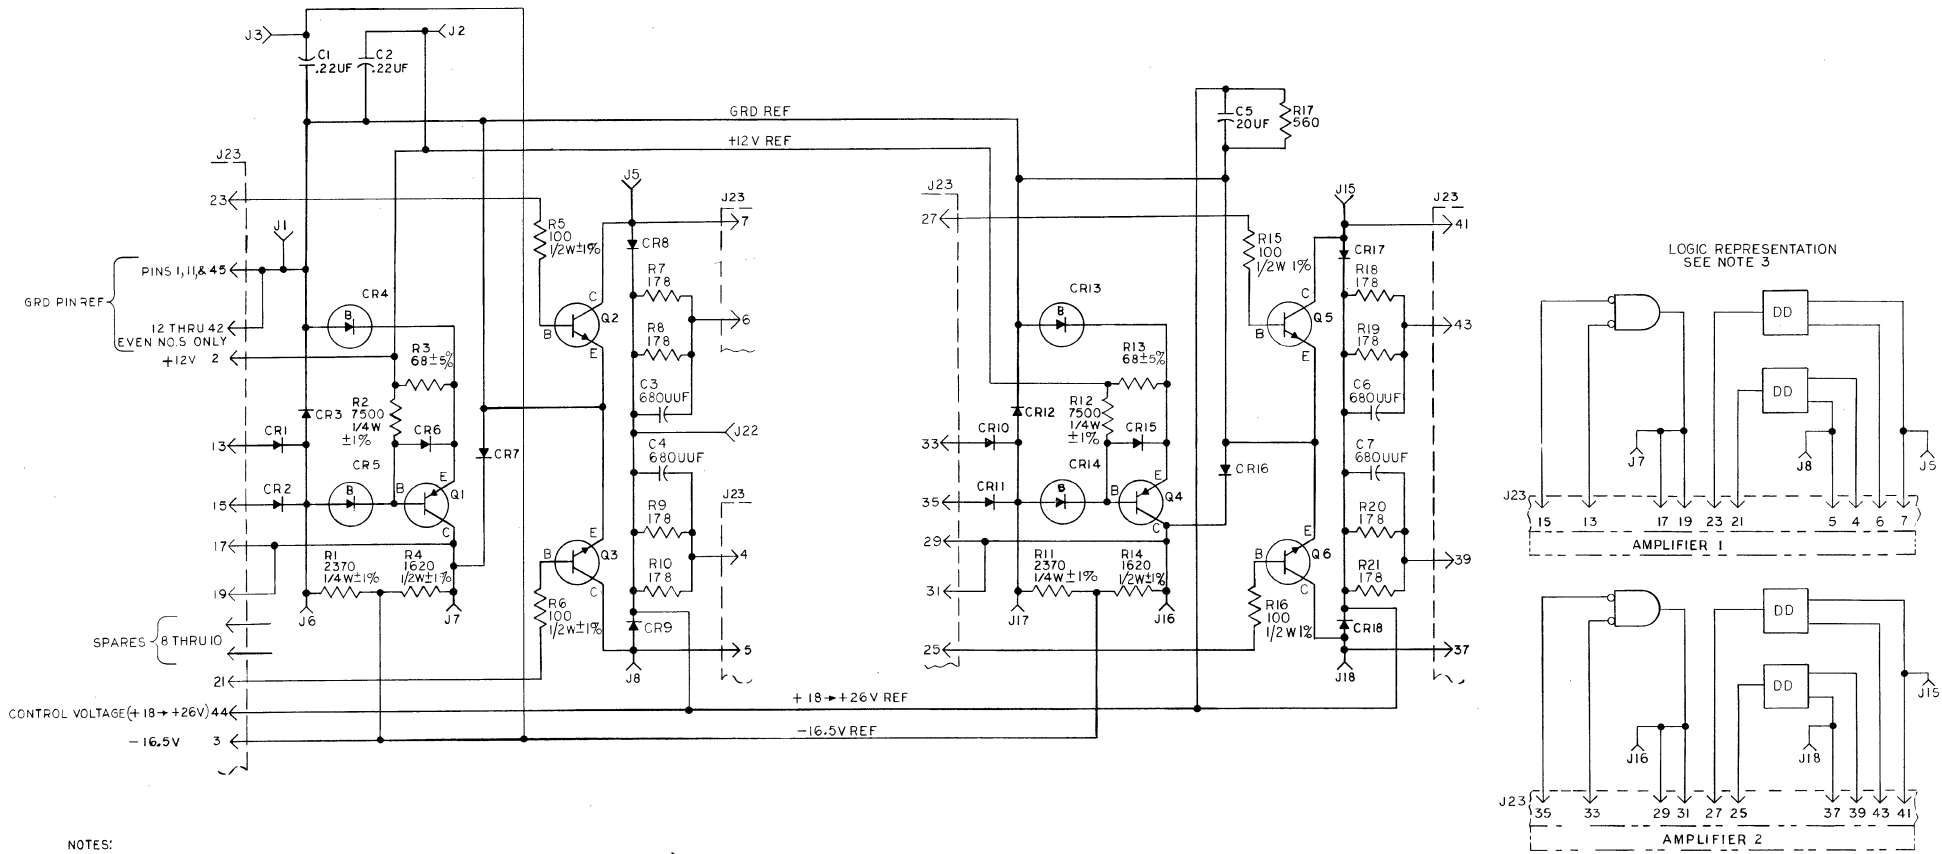 J3
J2
C1
.22UF
C2
.22UF
GRD REF
+12V REF
C5
20UF
R17
560
J23
23
J1
PINS 1, 11, & 45
GRD PIN REF
12 THRU 42
EVEN NO.S ONLY
+12V 2
CR4
B
R3
68±5%
R2
7500
1/4W
±1%
CR3
CR1
13
CR6
CR5
B
CR2
15
B
E
Q1
C
17
R1
2370
1/4W±1%
R4
1620
1/2W±1%
19
J6
J7
SPARES
8 THRU 10
21
CONTROL VOLTAGE (+18→+26V) 44
-16.5V 3
CR7
R5
100
1/2W±1%
C
Q2
B
E
E
B
Q3
C
R6
100
1/2W±1%
J5
J23
7
CR8
R7
178
6
R8
178
C3
680UUF
J22
C4
680UUF
J23
R9
178
4
R10
178
CR9
5
J8
+18→+26V REF
-16.5V REF
J23
27
CR13
B
R13
68±5%
R12
7500
1/4W
±1%
CR12
CR10
33
CR15
CR14
B
CR11
35
B
E
Q4
C
29
R11
2370
1/4W±1%
R14
1620
1/2W±1%
31
J17
J16
25
CR16
R15
100
1/2W 1%
C
Q5
B
E
E
B
Q6
C
R16
100
1/2W 1%
J15
J23
41
CR17
R18
178
43
R19
178
C6
680UUF
C7
680UUF
R20
178
39
R21
178
CR18
37
J18
LOGIC REPRESENTATION
SEE NOTE 3
DD
DD
J7
J8
J5
J23
15 13 17 19 23 21 5 4 6 7
AMPLIFIER 1
DD
DD
J16
J18
J15
J23
35 33 29 31 27 25 37 39 43 41
AMPLIFIER 2
NOTES: